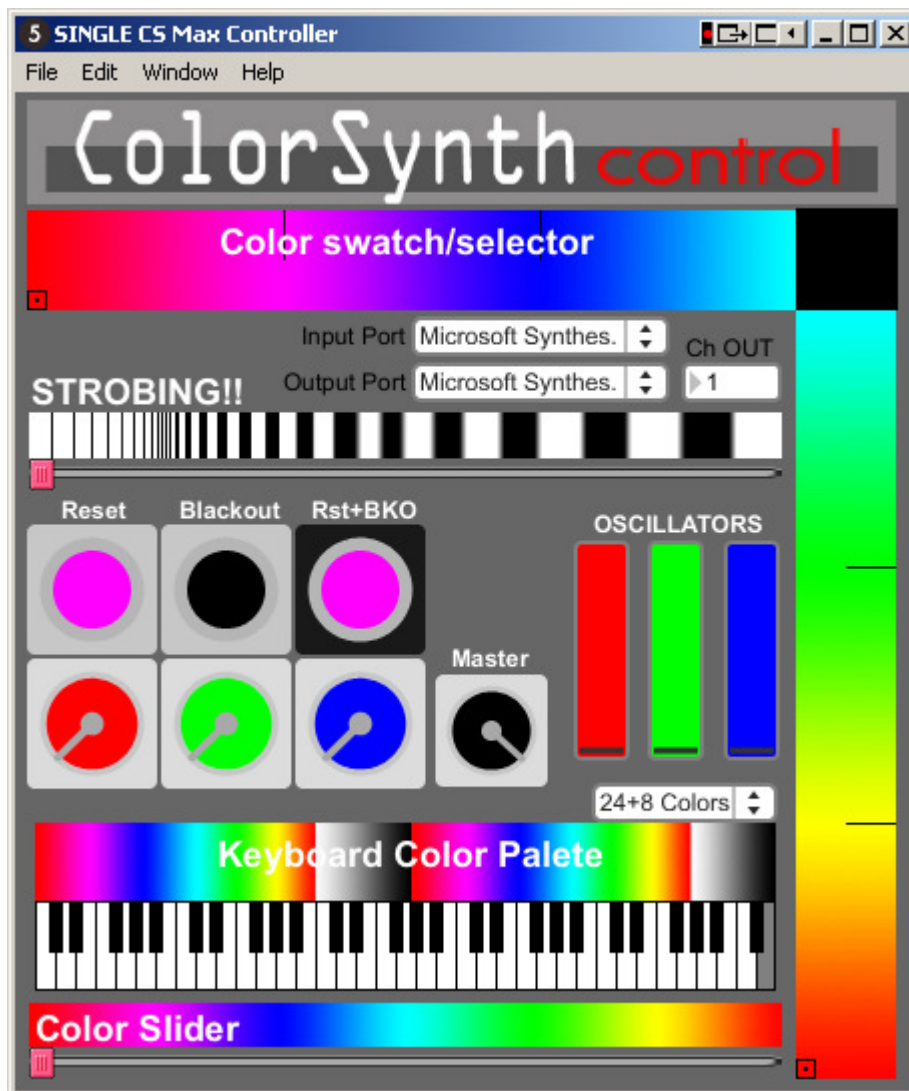 5 SINGLE CS Max Controller
File Edit Window Help
ColorSynth control
Color swatch/selector
Input Port Microsoft Synthes.
Ch OUT
Output Port Microsoft Synthes. 1
STROBING!!
Reset Blackout Rst+BKO
OSCILLATORS
Master
24+8 Colors
Keyboard Color Palete
Color Slider